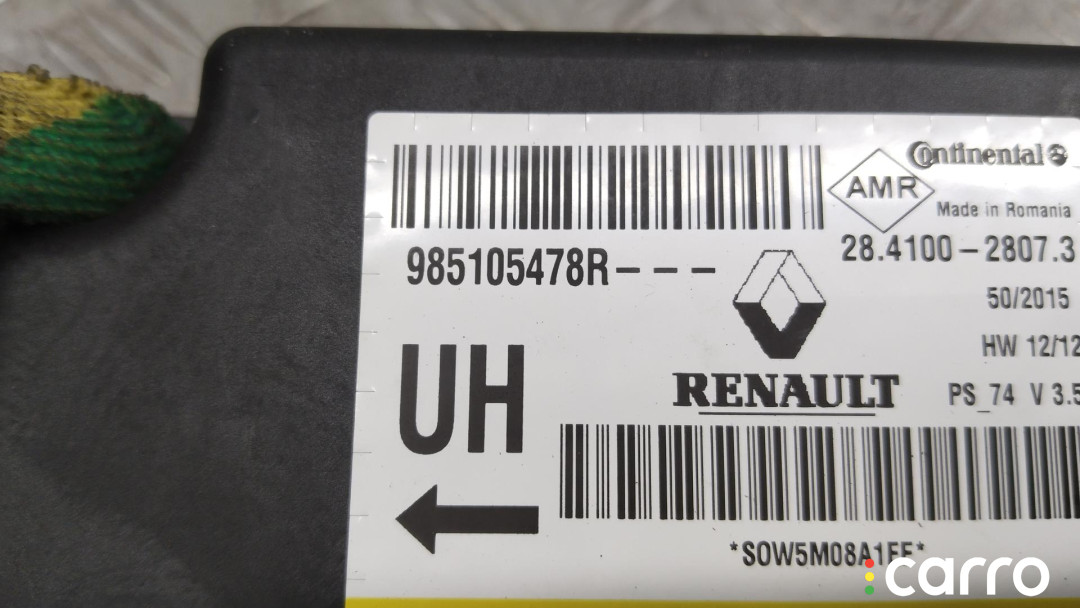 Continental
AMR
Made in Romania
985105478R---
28.4100-2807.3
50/2015
HW 12/12
PS_74 V 3.5
UH
RENAULT
carro